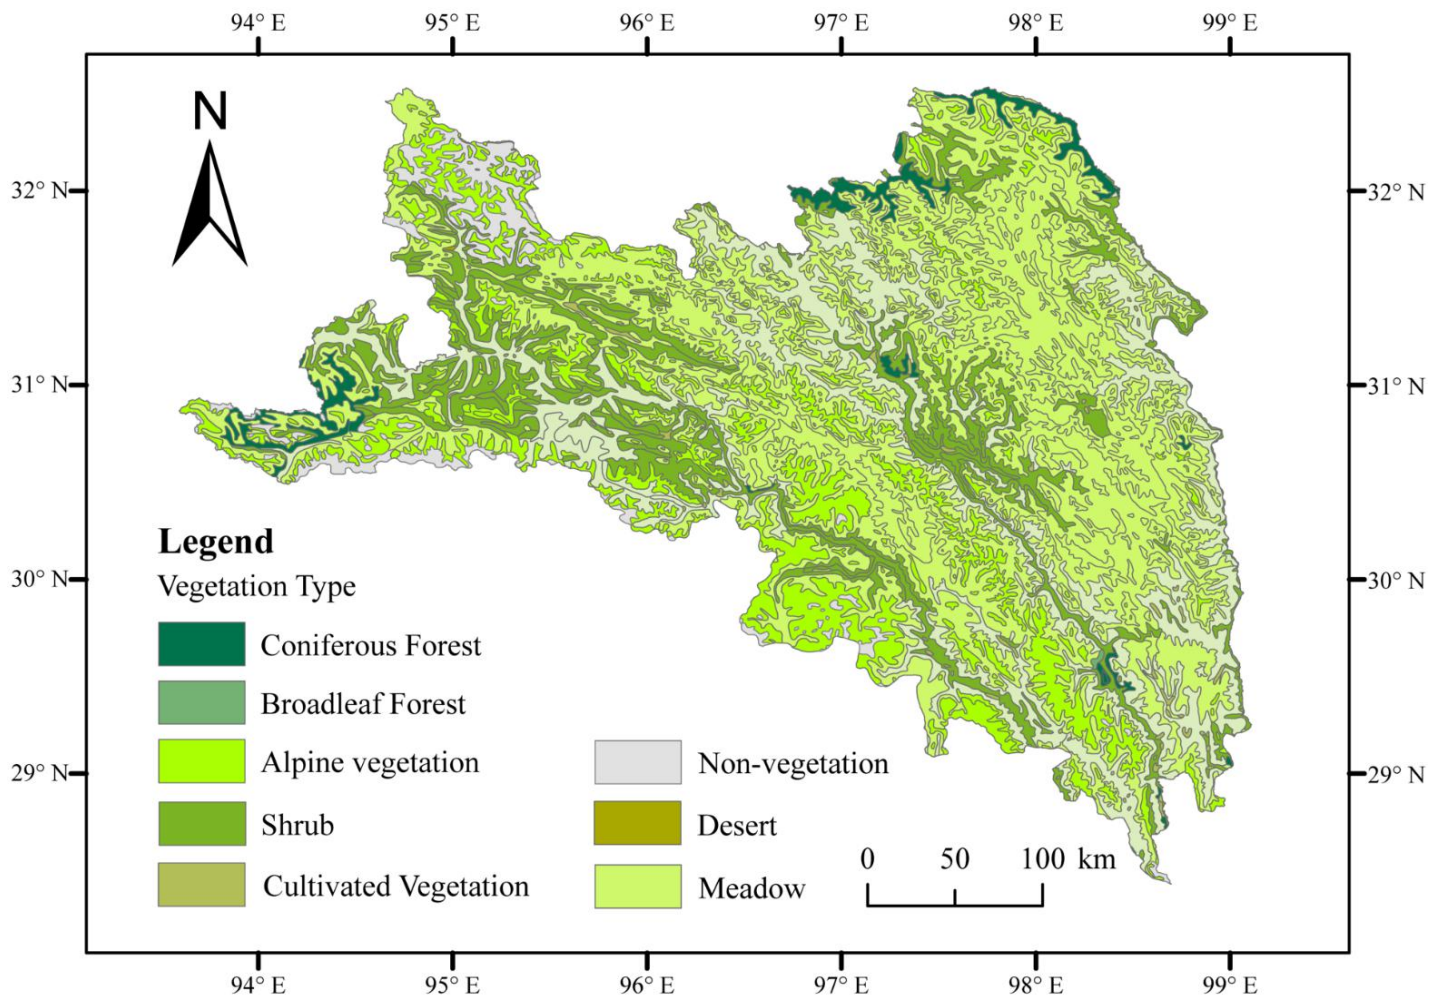 94° E 95° E 96° E 97° E 98° E 99° E
N
32° N 32° N
31° N 31° N
30° N 30° N
29° N 29° N
Legend
Vegetation Type
Coniferous Forest
Broadleaf Forest
Alpine vegetation
Shrub
Cultivated Vegetation
Non-vegetation
Desert
Meadow
0 50 100 km
94° E 95° E 96° E 97° E 98° E 99° E